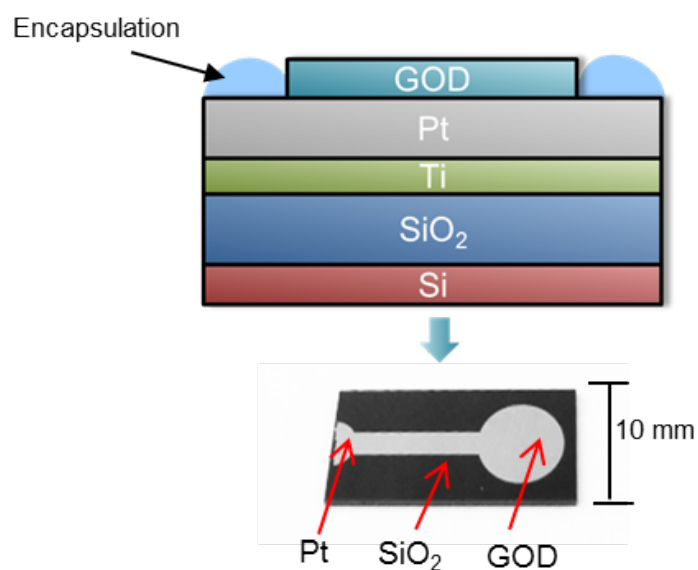 Encapsulation
GOD
Pt
Ti
SiO₂
Si
10 mm
Pt SiO₂ GOD